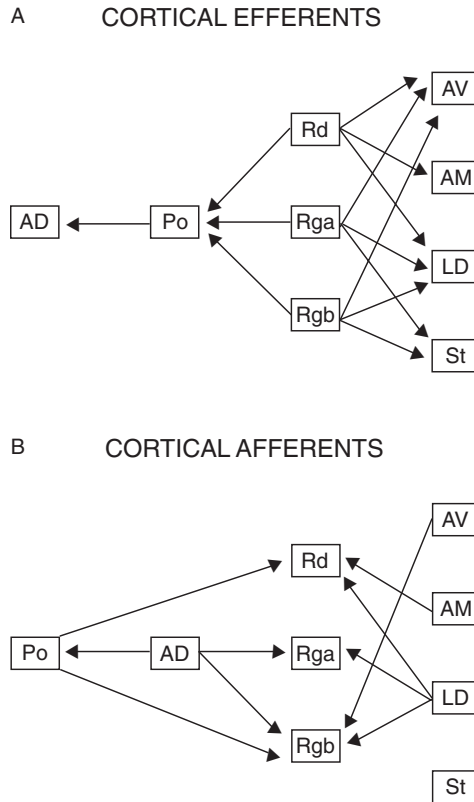 A CORTICAL EFFERENTS
AV
Rd
AM
AD Po Rga
LD
Rgb
St
B CORTICAL AFFERENTS
AV
Rd
AM
Po AD Rga
LD
Rgb
St